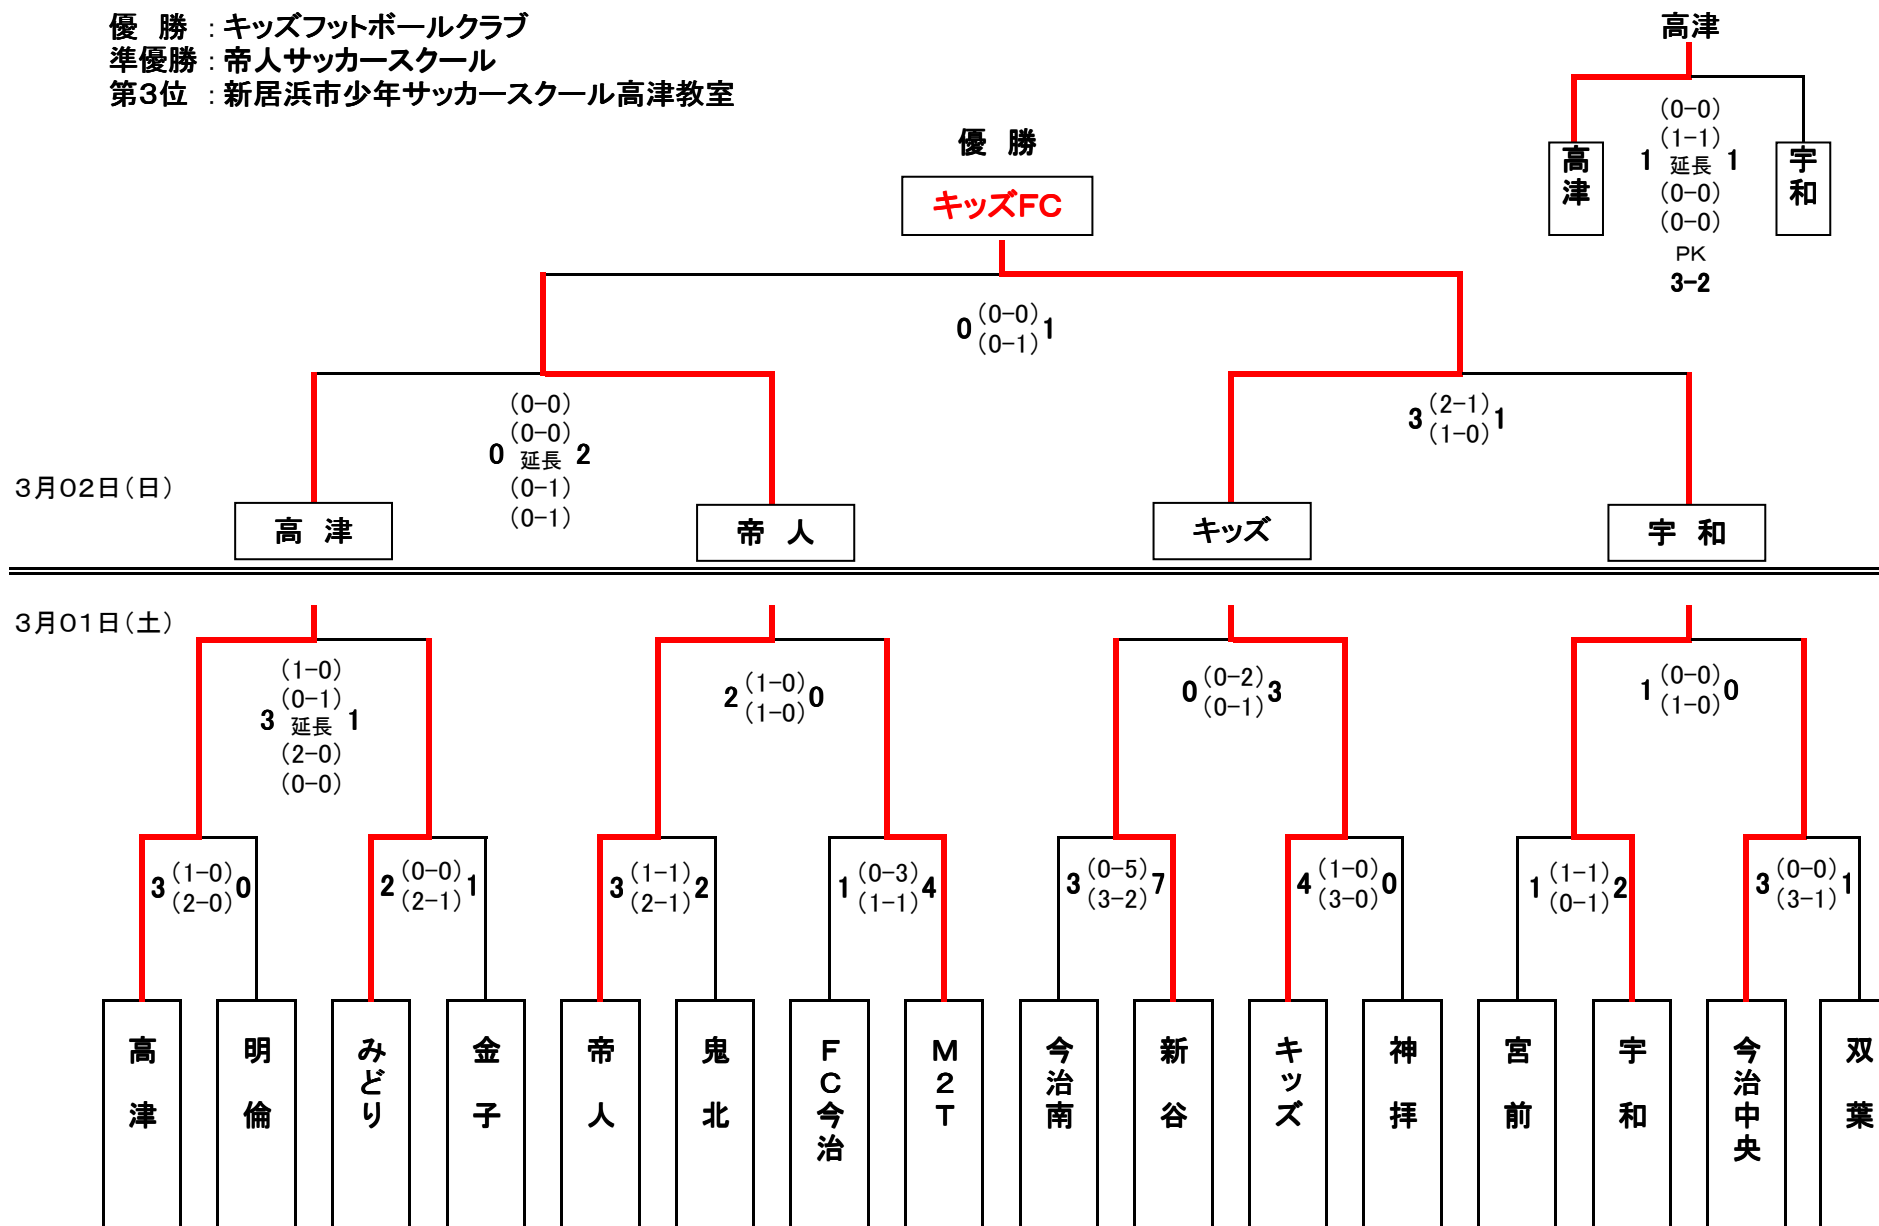 優 勝 ：キッズフットボールクラブ
準優勝：帝人サッカースクール
第3位 ：新居浜市少年サッカースクール高津教室
高津
(0-0)
(1-1)
1 延長 1
(0-0)
(0-0)
PK
3-2
高津
宇和
優 勝
キッズFC
0 (0-0) 1
(0-1)
(0-0)
(0-0)
0 延長 2
(0-1)
(0-1)
3 (2-1) 1
(1-0)
3月02日(日)
高 津
帝 人
キッズ
宇 和
3月01日(土)
(1-0)
(0-1)
3 延長 1
(2-0)
(0-0)
2 (1-0) 0
(1-0)
0 (0-2) 3
(0-1)
1 (0-0) 0
(1-0)
3 (1-0) 0
(2-0)
2 (0-0) 1
(2-1)
3 (1-1) 2
(2-1)
1 (0-3) 4
(1-1)
3 (0-5) 7
(3-2)
4 (1-0) 0
(3-0)
1 (1-1) 2
(0-1)
3 (0-0) 1
(3-1)
高津
明倫
みどり
金子
帝人
鬼北
FC今治
M2T
今治南
新谷
キッズ
神拝
宮前
宇和
今治中央
双葉